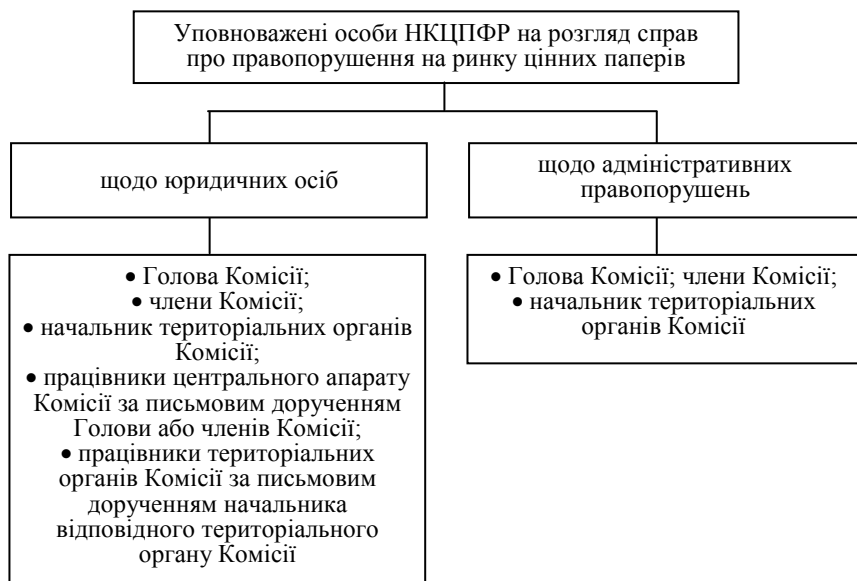 Уповноважені особи НКЦПФР на розгляд справ
про правопорушення на ринку цінних паперів
щодо юридичних осіб
щодо адміністративних
правопорушень
• Голова Комісії;
• члени Комісії;
• начальник територіальних органів
Комісії;
• працівники центрального апарату
Комісії за письмовим дорученням
Голови або членів Комісії;
• працівники територіальних
органів Комісії за письмовим
дорученням начальника
відповідного територіального
органу Комісії
• Голова Комісії; члени Комісії;
• начальник територіальних
органів Комісії